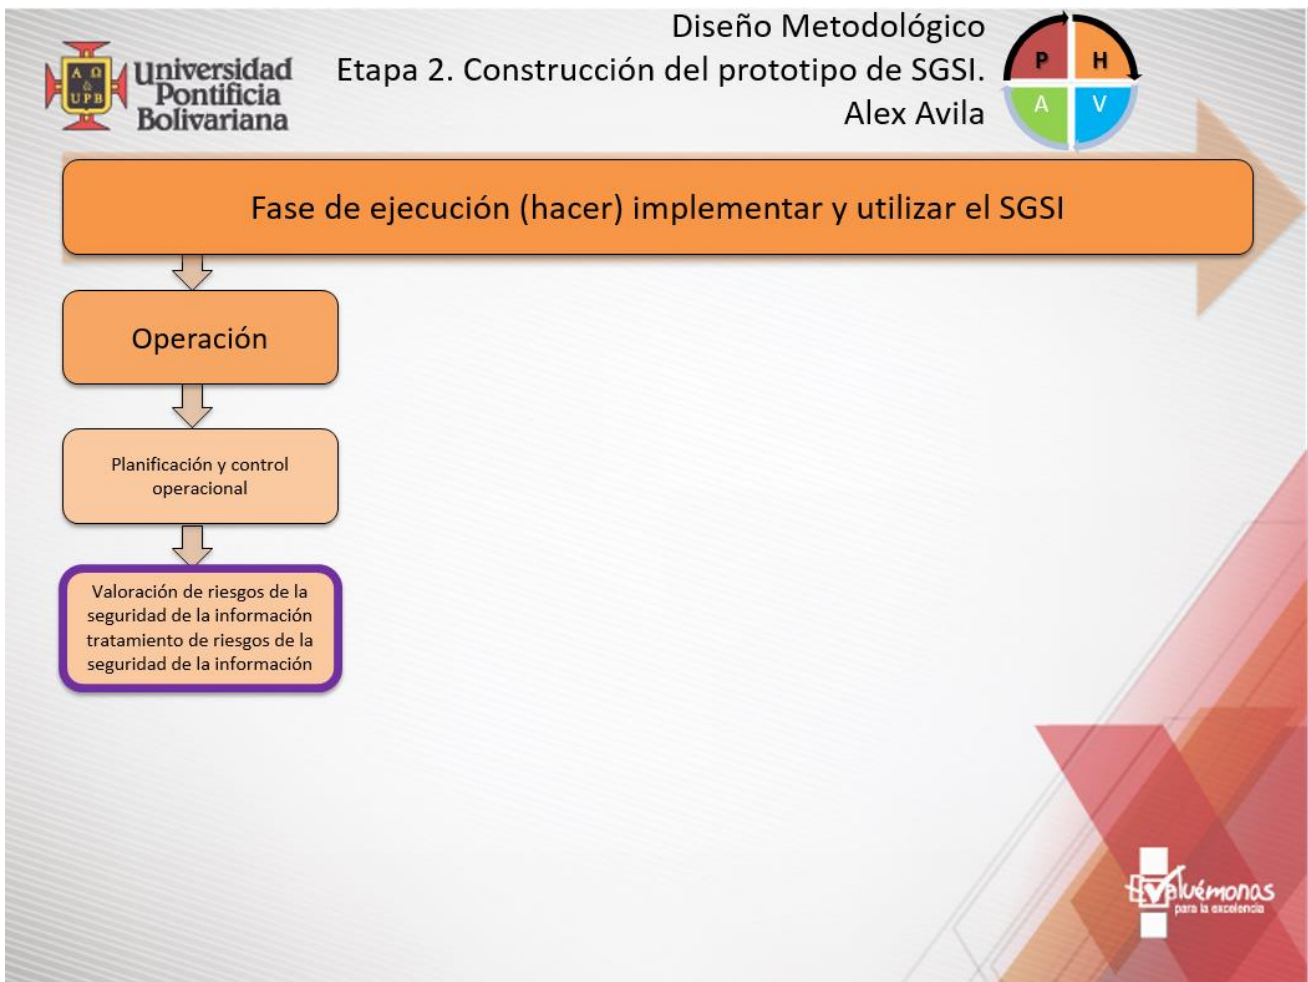 Diseño Metodológico
Etapa 2. Construcción del prototipo de SGSI.
Alex Avila
Α Ω
UPB
Universidad
Pontificia
Bolivariana
P H
A V
Fase de ejecución (hacer) implementar y utilizar el SGSI
Operación
Planificación y control
operacional
Valoración de riesgos de la
seguridad de la información
tratamiento de riesgos de la
seguridad de la información
Evaluémonos
para la excelencia